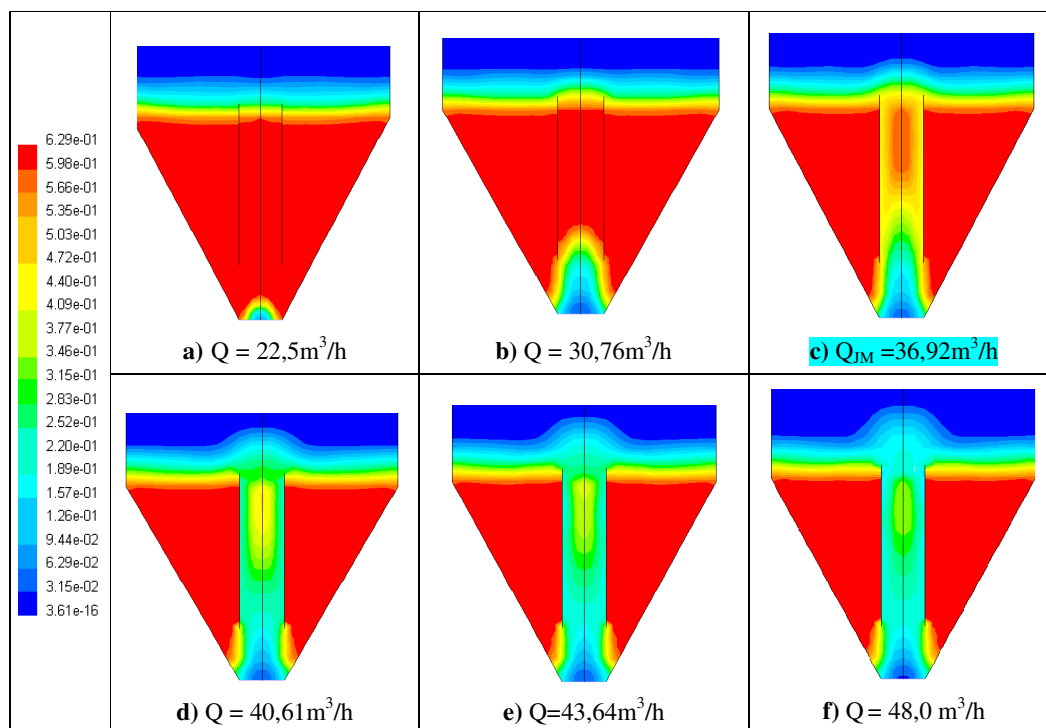 6.29e-01
5.98e-01
5.66e-01
5.35e-01
5.03e-01
4.72e-01
4.40e-01
4.09e-01
3.77e-01
3.46e-01
3.15e-01
2.83e-01
2.52e-01
2.20e-01
1.89e-01
1.57e-01
1.26e-01
9.44e-02
6.29e-02
3.15e-02
3.61e-16
a) Q = 22,5m³/h
b) Q = 30,76m³/h
c) Q_JM =36,92m³/h
d) Q = 40,61m³/h
e) Q=43,64m³/h
f) Q = 48,0 m³/h